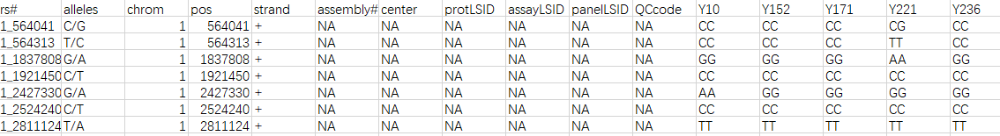 rs# alleles chrom pos strand assembly# center protLSID assayLSID panelLSID QCcode Y10 Y152 Y171 Y221 Y236
1_564041 C/G 1 564041 + NA NA NA NA NA NA CC CC CC CG CC
1_564313 T/C 1 564313 + NA NA NA NA NA NA CC CC CC TT CC
1_1837808 G/A 1 1837808 + NA NA NA NA NA NA GG GG GG AA GG
1_1921450 C/T 1 1921450 + NA NA NA NA NA NA CC CC CC CC CC
1_2427330 G/A 1 2427330 + NA NA NA NA NA NA AA GG GG GG GG
1_2524240 C/T 1 2524240 + NA NA NA NA NA NA CC CC CC CC CC
1_2811124 T/A 1 2811124 + NA NA NA NA NA NA TT TT TT TT TT